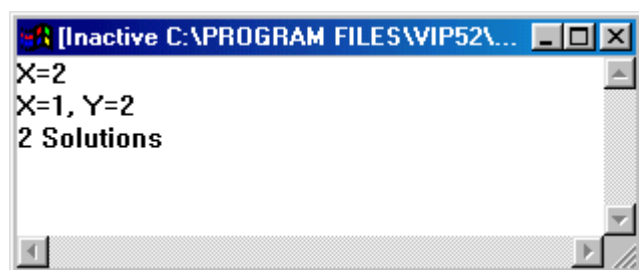 [Inactive C:\PROGRAM FILES\VIP52\...
X=2
X=1, Y=2
2 Solutions